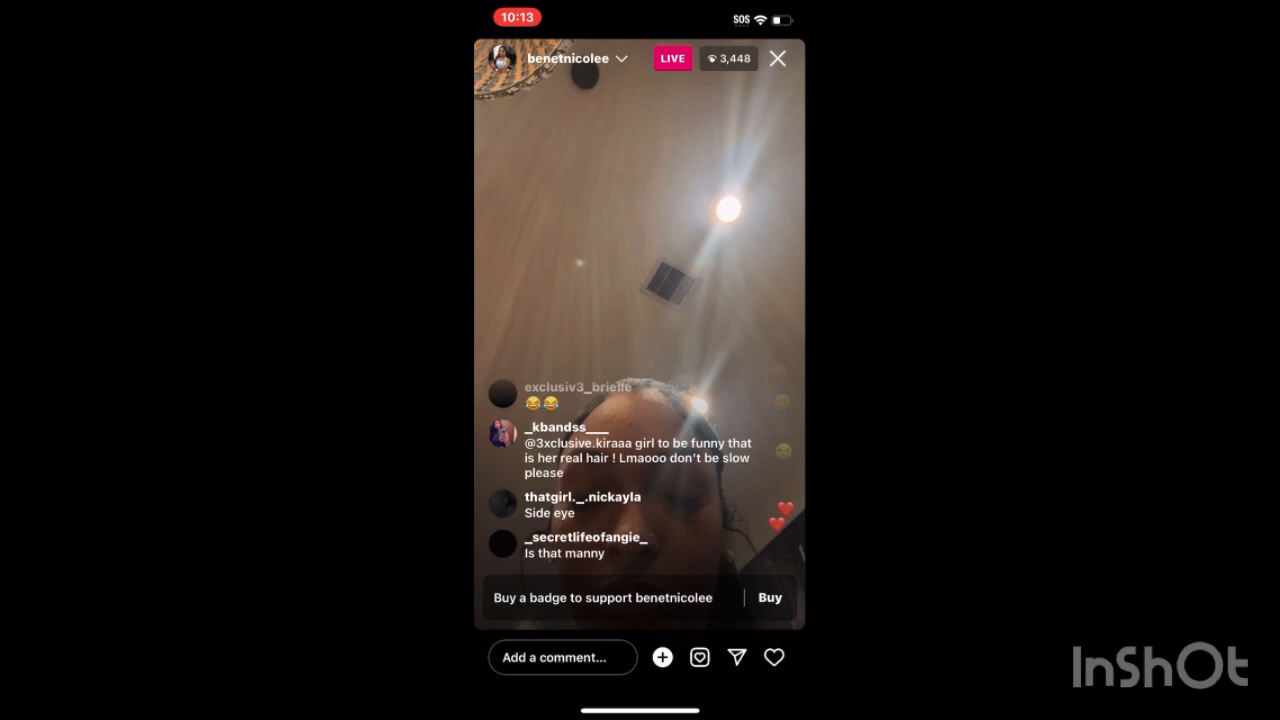 10:13
SOS
benetnicolee
LIVE
3,448
exclusiv3_brielle
😂😂
_kbandss___
@3xclusive.kiraaa girl to be funny that
is her real hair ! Lmaooo don’t be slow
please
thatgirl._.nickayla
Side eye
_secretlifeofangie_
Is that manny
Buy a badge to support benetnicolee
Buy
Add a comment...
InShOt